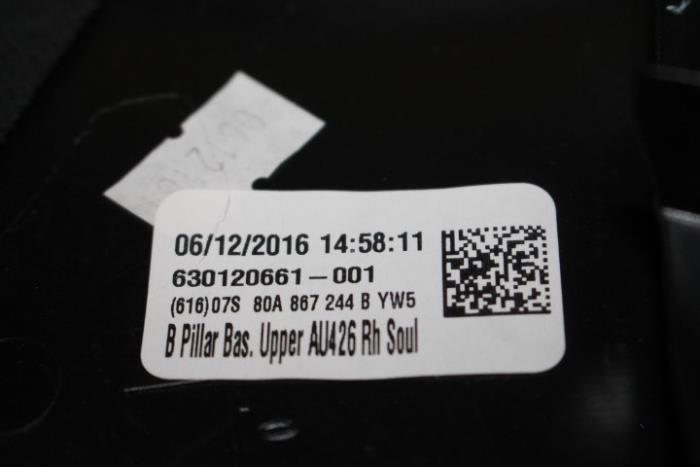 06/12/2016 14:58:11
630120661-001
(616)07S 80A 867 244 B YW5
B Pillar Bas. Upper AU426 Rh Soul